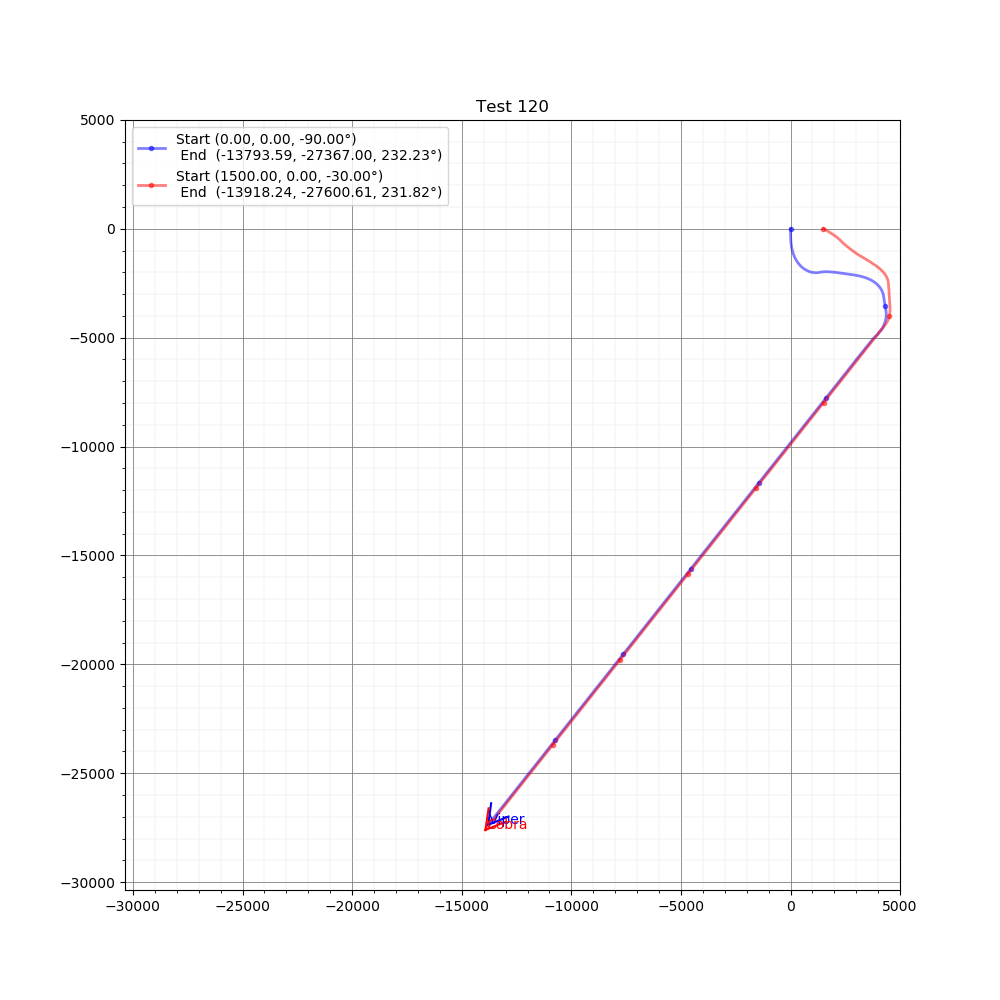 Test 120
Start (0.00, 0.00, -90.00°)
End (-13793.59, -27367.00, 232.23°)
Start (1500.00, 0.00, -30.00°)
End (-13918.24, -27600.61, 231.82°)
5000
0
−5000
−10000
−15000
−20000
−25000
−30000
Viper
Cobra
−30000 −25000 −20000 −15000 −10000 −5000 0 5000